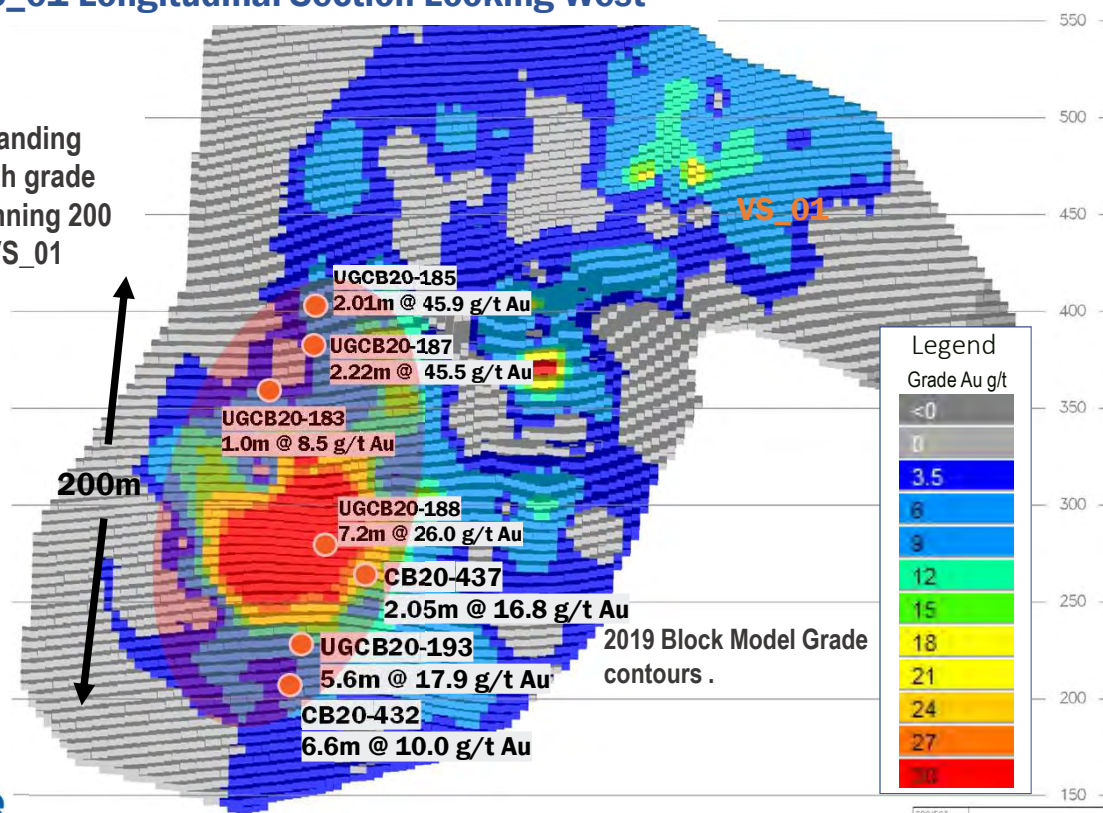 _01 Longitudinal Section Looking West
anding
h grade
nning 200
VS_01
VS_01
UGCB20-185
2.01m @ 45.9 g/t Au
UGCB20-187
2.22m @ 45.5 g/t Au
UGCB20-183
1.0m @ 8.5 g/t Au
200m
UGCB20-188
7.2m @ 26.0 g/t Au
CB20-437
2.05m @ 16.8 g/t Au
UGCB20-193
5.6m @ 17.9 g/t Au
CB20-432
6.6m @ 10.0 g/t Au
2019 Block Model Grade
contours .
Legend
Grade Au g/t
<0
0
3.5
6
9
12
15
18
21
24
27
30
550
500
450
400
350
300
250
200
150